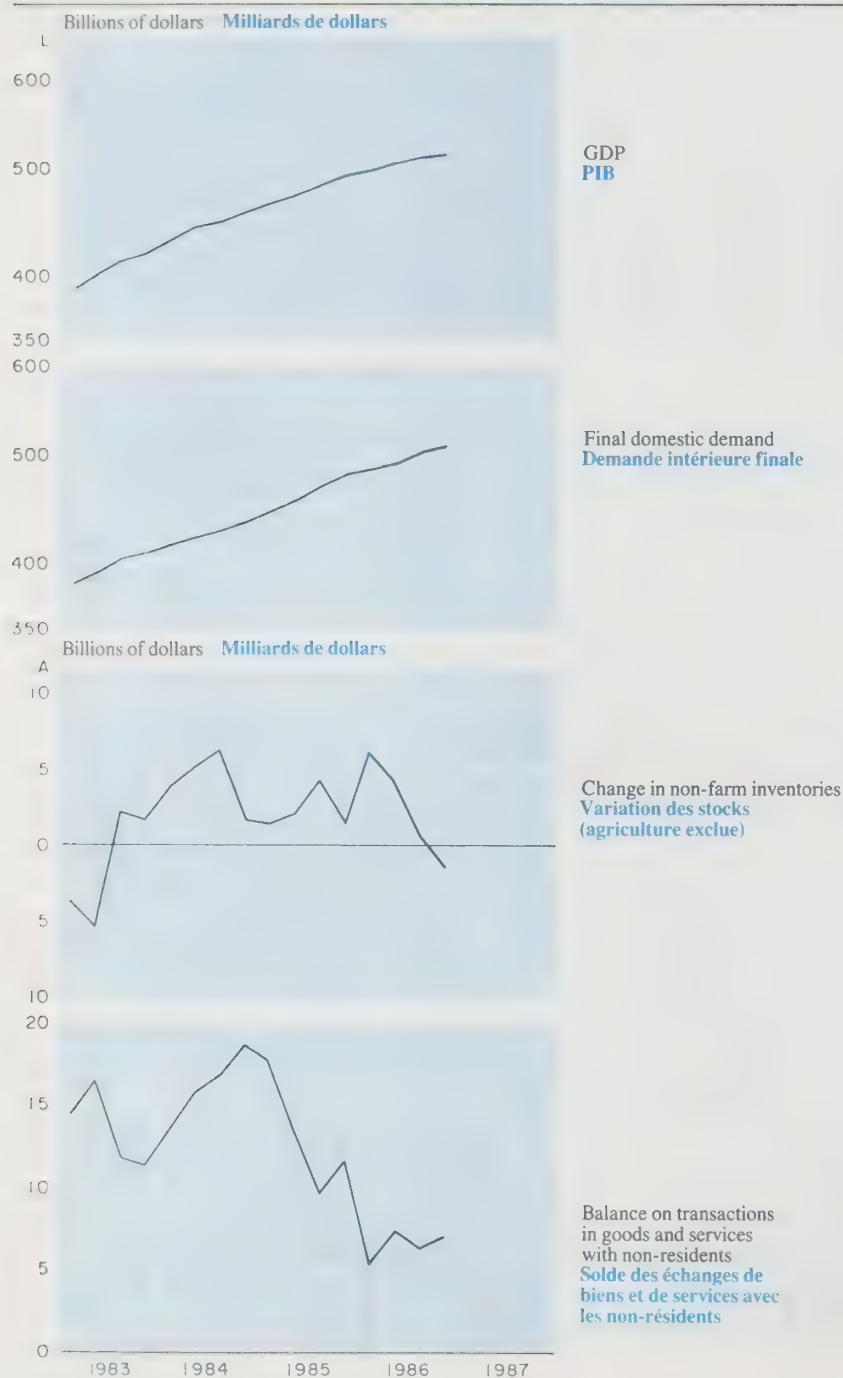 Billions of dollars Milliards de dollars
L
600
500
400
350
GDP
PIB
600
500
400
350
Final domestic demand
Demande intérieure finale
Billions of dollars Milliards de dollars
A
10
5
0
5
10
Change in non-farm inventories
Variation des stocks
(agriculture exclue)
20
15
10
5
0
Balance on transactions
in goods and services
with non-residents
Solde des échanges de
biens et de services avec
les non-résidents
1983 1984 1985 1986 1987